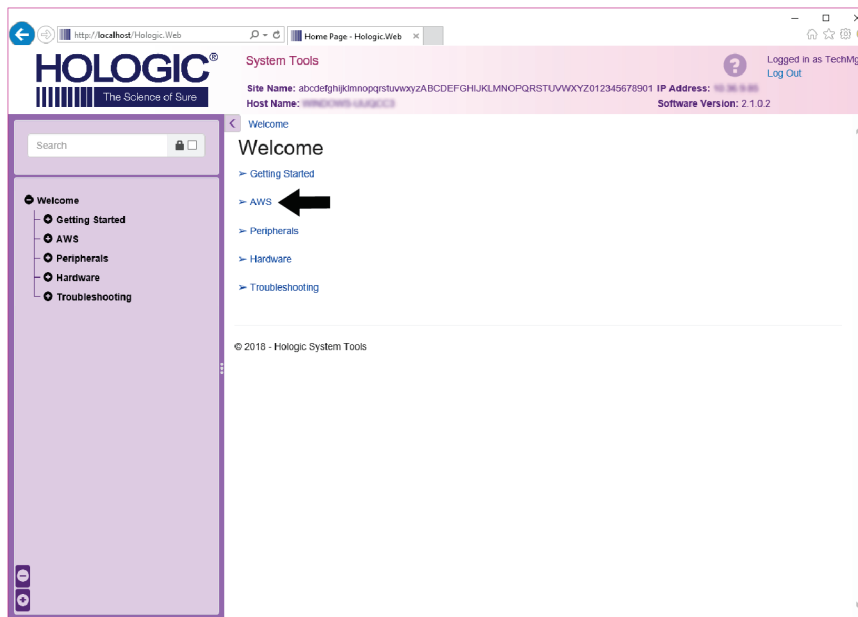 http://localhost/Hologic.Web
Home Page - Hologic.Web
HOLOGIC®
The Science of Sure
System Tools
Logged in as TechMg
Log Out
Site Name: abcdefghijklmnopqrstuvwxyzABCDEFGHIJKLMNOPQRSTUVWXYZ012345678901 IP Address:
Host Name:
Software Version: 2.1.0.2
Search
Welcome
Getting Started
AWS
Peripherals
Hardware
Troubleshooting
Welcome
Welcome
➢ Getting Started
➢ AWS
➢ Peripherals
➢ Hardware
➢ Troubleshooting
© 2018 - Hologic System Tools